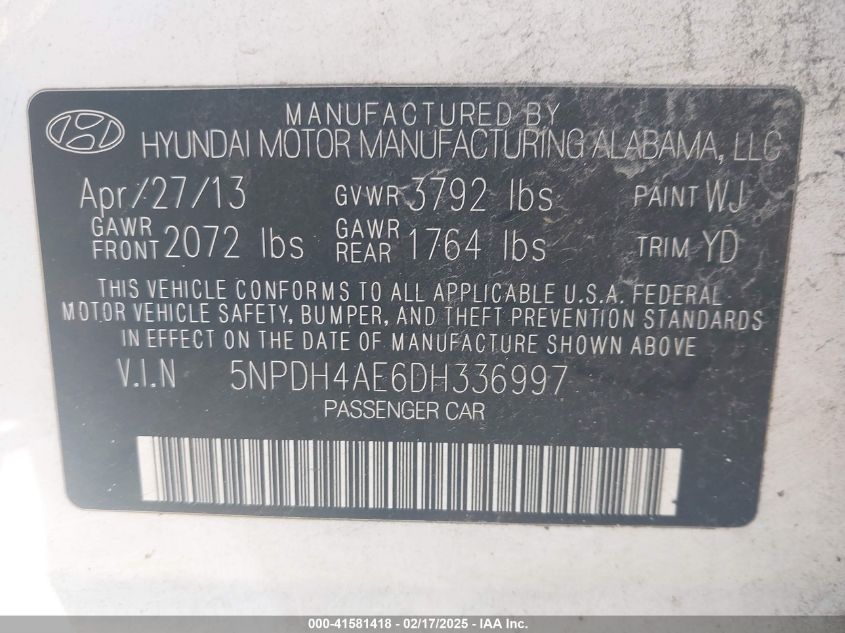 MANUFACTURED BY
HYUNDAI MOTOR MANUFACTURING ALABAMA, LLC
Apr/27/13 GVWR 3792 lbs PAINT WJ
GAWR FRONT 2072 lbs GAWR REAR 1764 lbs TRIM YD
THIS VEHICLE CONFORMS TO ALL APPLICABLE U.S.A. FEDERAL
MOTOR VEHICLE SAFETY, BUMPER, AND THEFT PREVENTION STANDARDS
IN EFFECT ON THE DATE OF MANUFACTURE SHOWN ABOVE
V.I.N 5NPDH4AE6DH336997
PASSENGER CAR
000-41581418 - 02/17/2025 - IAA Inc.